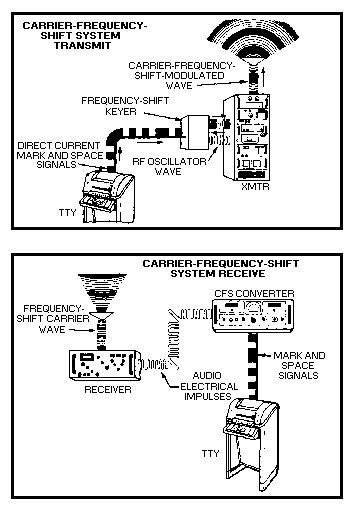 CARRIER-FREQUENCY-
SHIFT SYSTEM
TRANSMIT
CARRIER-FREQUENCY-
SHIFT-MODULATED
WAVE
FREQUENCY-SHIFT
KEYER
DIRECT CURRENT
MARK AND SPACE
SIGNALS
RF OSCILLATOR
WAVE
XMTR
TTY
CARRIER-FREQUENCY-SHIFT
SYSTEM RECEIVE
CFS CONVERTER
FREQUENCY-
SHIFT CARRIER
WAVE
MARK AND
SPACE
SIGNALS
AUDIO
ELECTRICAL
IMPULSES
RECEIVER
TTY